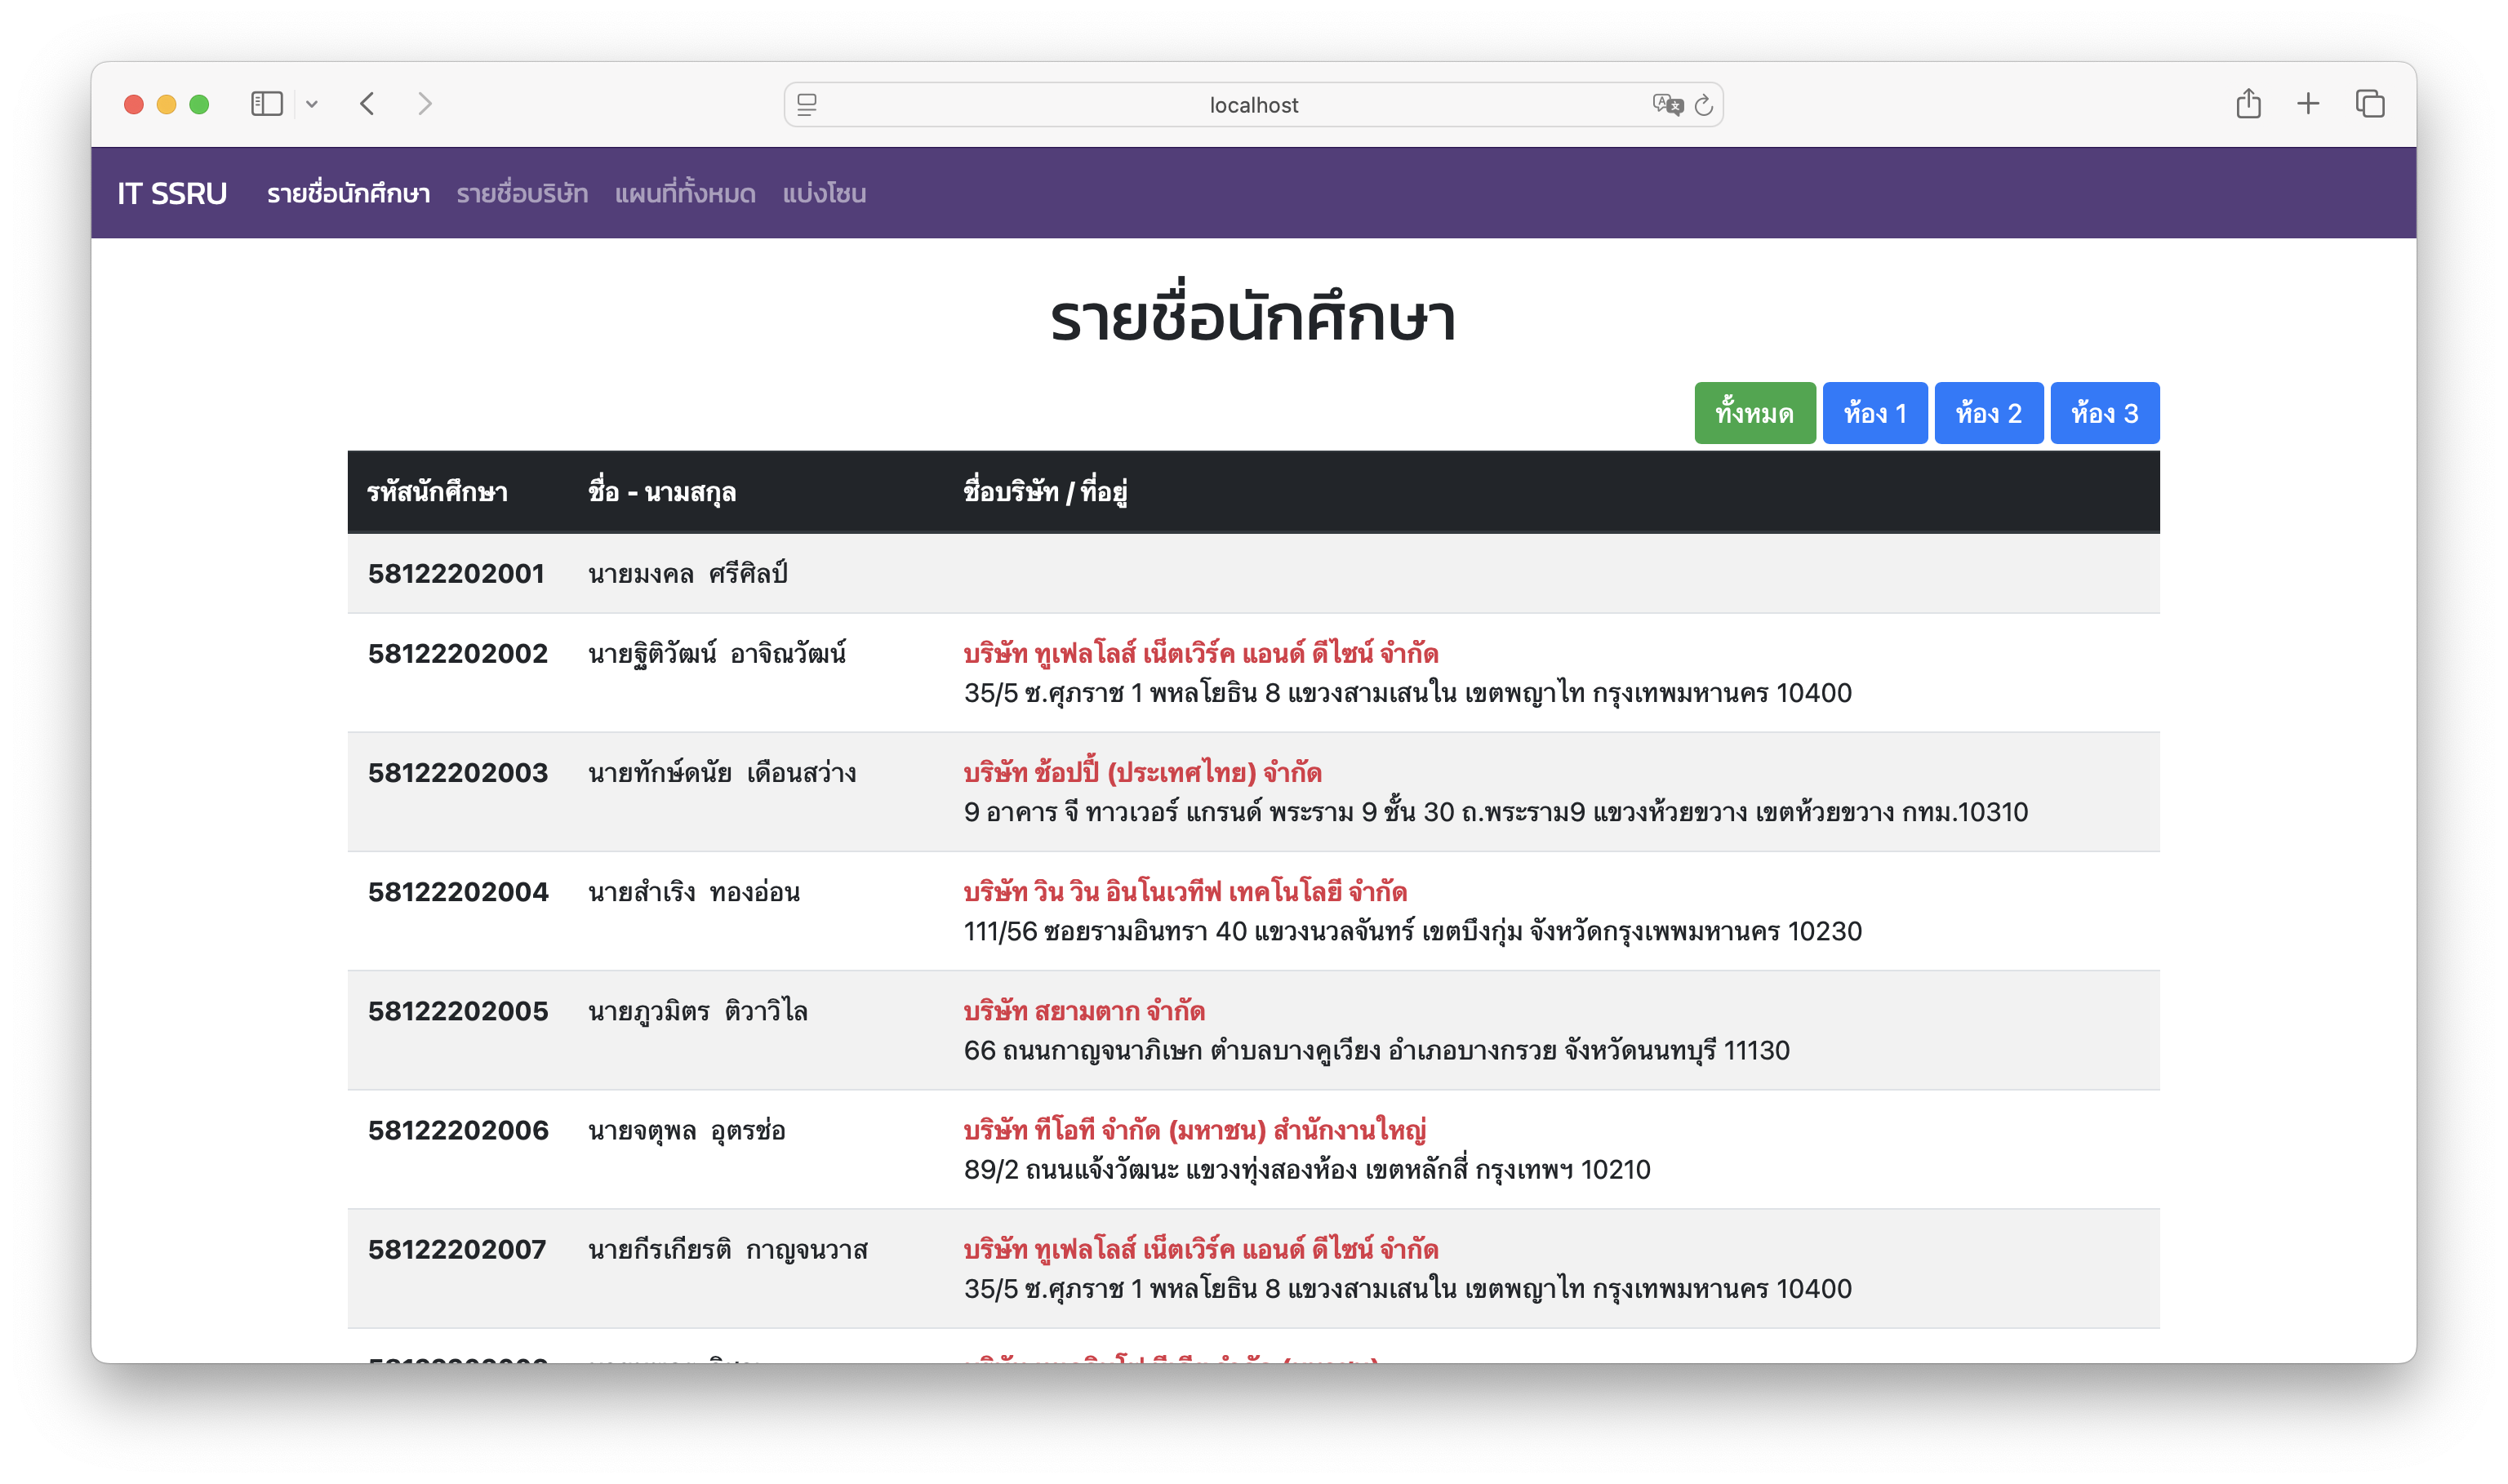 localhost
IT SSRU รายชื่อนักศึกษา รายชื่อบริษัท แผนที่ทั้งหมด แบ่งโซน
รายชื่อนักศึกษา
ทั้งหมด ห้อง 1 ห้อง 2 ห้อง 3
รหัสนักศึกษา ชื่อ - นามสกุล ชื่อบริษัท / ที่อยู่
58122202001 นายมงคล ศรีศิลป์
58122202002 นายฐิติวัฒน์ อาจิณวัฒน์ บริษัท ทูเฟลโลส์ เน็ตเวิร์ค แอนด์ ดีไซน์ จำกัด
35/5 ซ.ศุภราช 1 พหลโยธิน 8 แขวงสามเสนใน เขตพญาไท กรุงเทพมหานคร 10400
58122202003 นายทักษ์ดนัย เดือนสว่าง บริษัท ช้อปปี้ (ประเทศไทย) จำกัด
9 อาคาร จี ทาวเวอร์ แกรนด์ พระราม 9 ชั้น 30 ถ.พระราม9 แขวงห้วยขวาง เขตห้วยขวาง กทม.10310
58122202004 นายสำเริง ทองอ่อน บริษัท วิน วิน อินโนเวทีฟ เทคโนโลยี จำกัด
111/56 ซอยรามอินทรา 40 แขวงนวลจันทร์ เขตบึงกุ่ม จังหวัดกรุงเพพมหานคร 10230
58122202005 นายภูวมิตร ติวาวิไล บริษัท สยามตาก จำกัด
66 ถนนกาญจนาภิเษก ตำบลบางคูเวียง อำเภอบางกรวย จังหวัดนนทบุรี 11130
58122202006 นายจตุพล อุตรช่อ บริษัท ทีโอที จำกัด (มหาชน) สำนักงานใหญ่
89/2 ถนนแจ้งวัฒนะ แขวงทุ่งสองห้อง เขตหลักสี่ กรุงเทพฯ 10210
58122202007 นายกีรเกียรติ กาญจนวาส บริษัท ทูเฟลโลส์ เน็ตเวิร์ค แอนด์ ดีไซน์ จำกัด
35/5 ซ.ศุภราช 1 พหลโยธิน 8 แขวงสามเสนใน เขตพญาไท กรุงเทพมหานคร 10400